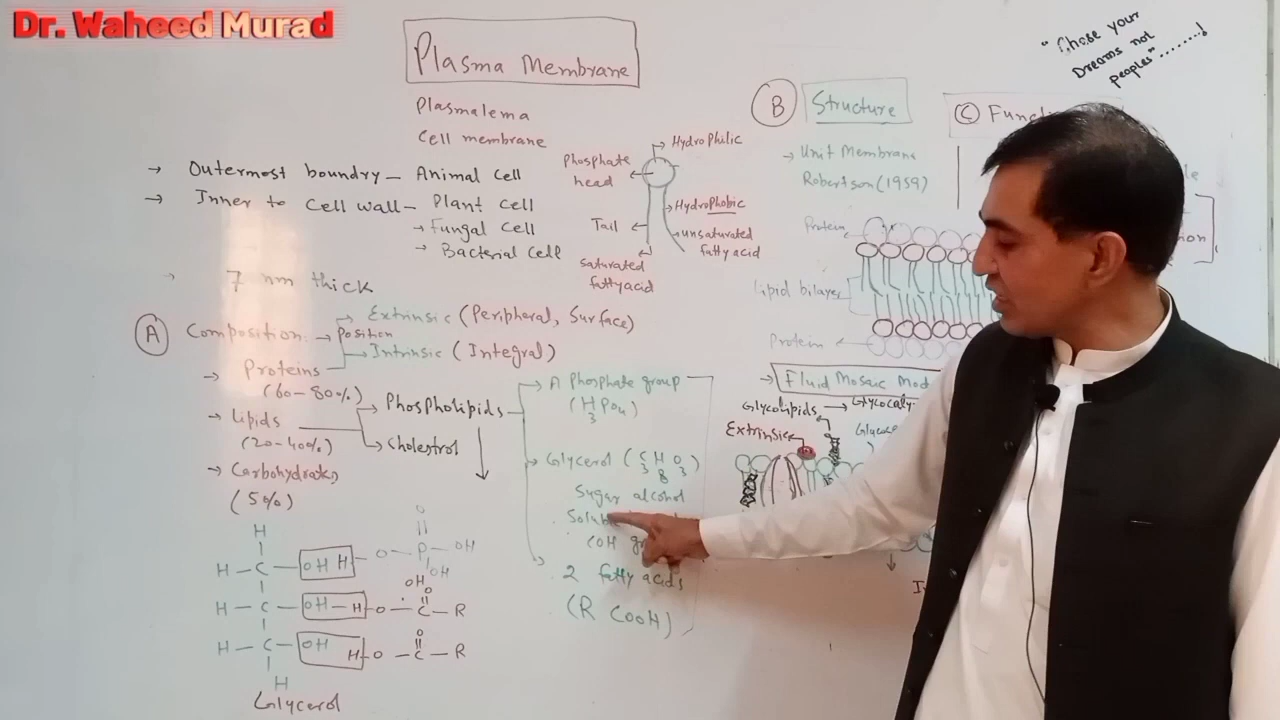 Dr. Waheed Murad
Plasma Membrane
Plasmalema
Cell membrane
→ Outermost boundry – Animal cell
→ Inner to Cell wall – Plant cell
→ Fungal cell
→ Bacterial cell
7 nm thick
Phosphate head
Hydrophilic
Hydrophobic
Tail
unsaturated fatty acid
saturated fatty acid
A Composition → Position
Extrinsic (Peripheral, Surface)
Intrinsic (Integral)
→ Proteins
(60-80%)
→ Lipids
(20-40%)
Phospholipids
Cholestrol
→ Carbohydrates
(5%)
A Phosphate group
(H3PO4)
Glycerol (C3H8O3)
Sugar alcohol
(OH
2 fatty acids
(R COOH)
H
H – C – OH H – O – P – OH
O
OH
H – C – OH – H – O – C – R
OH
O
H – C – OH H – O – C – R
O
H
Glycerol
B Structure
→ Unit Membrane
Robertson (1959)
Protein
Lipid bilayer
Protein
→ Fluid Mosaic
Glycolipids →
Extrinsic
C
"Chose your
Dreams not
peoples" ........!